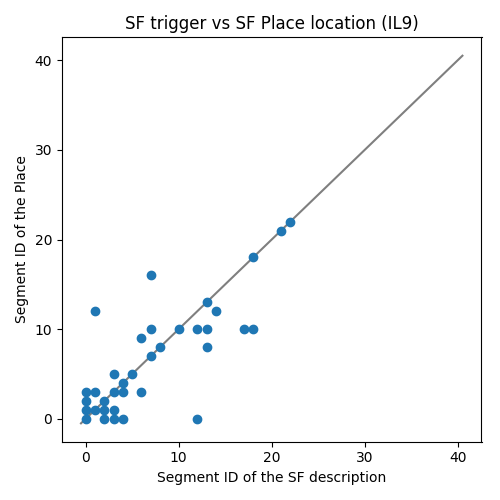 SF trigger vs SF Place location (IL9)
40
30
20
10
0
Segment ID of the Place
0 10 20 30 40
Segment ID of the SF description